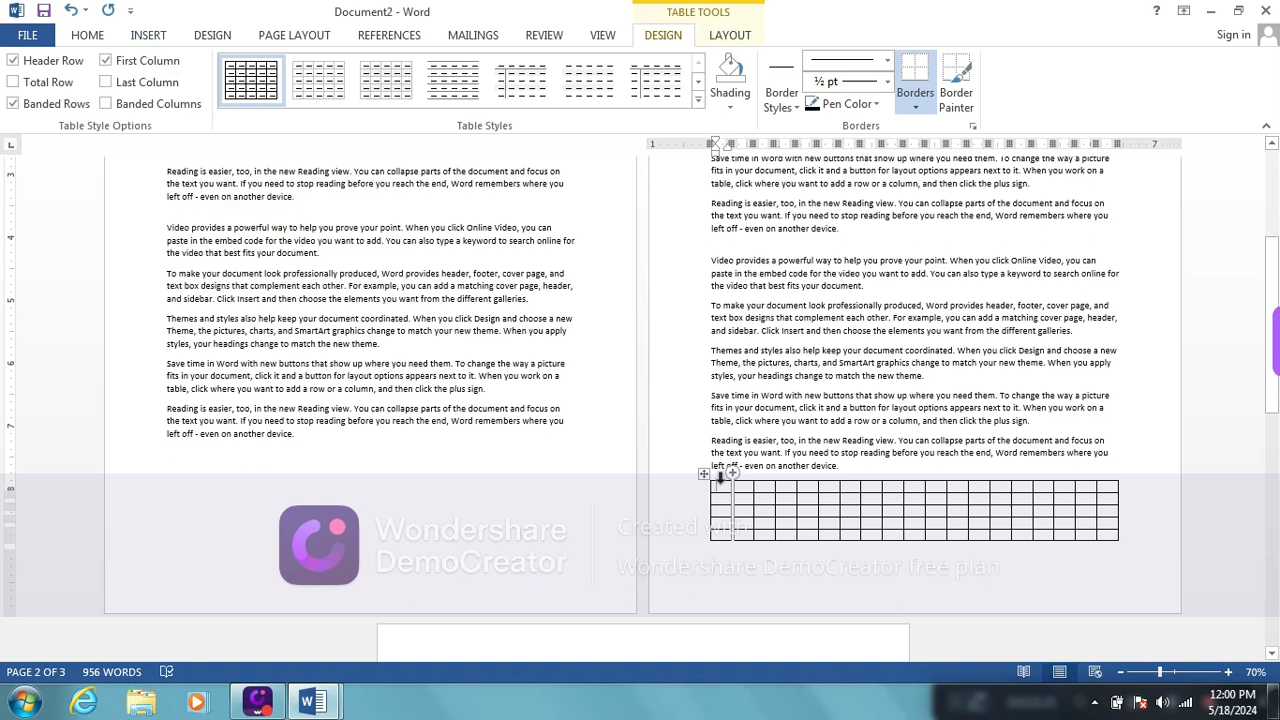 Document2 - Word
TABLE TOOLS
?
FILE
HOME
INSERT
DESIGN
PAGE LAYOUT
REFERENCES
MAILINGS
REVIEW
VIEW
DESIGN
LAYOUT
Sign in
Header Row
First Column
Total Row
Last Column
Banded Rows
Banded Columns
Table Style Options
Table Styles
Shading
Border
Styles
½ pt
Pen Color
Borders
Border
Painter
Borders
1
7
3
4
5
6
7
8
Reading is easier, too, in the new Reading view. You can collapse parts of the document and focus on
the text you want. If you need to stop reading before you reach the end, Word remembers where you
left off - even on another device.
Video provides a powerful way to help you prove your point. When you click Online Video, you can
paste in the embed code for the video you want to add. You can also type a keyword to search online for
the video that best fits your document.
To make your document look professionally produced, Word provides header, footer, cover page, and
text box designs that complement each other. For example, you can add a matching cover page, header,
and sidebar. Click Insert and then choose the elements you want from the different galleries.
Themes and styles also help keep your document coordinated. When you click Design and choose a new
Theme, the pictures, charts, and SmartArt graphics change to match your new theme. When you apply
styles, your headings change to match the new theme.
Save time in Word with new buttons that show up where you need them. To change the way a picture
fits in your document, click it and a button for layout options appears next to it. When you work on a
table, click where you want to add a row or a column, and then click the plus sign.
Reading is easier, too, in the new Reading view. You can collapse parts of the document and focus on
the text you want. If you need to stop reading before you reach the end, Word remembers where you
left off - even on another device.
Save time in Word with new buttons that show up where you need them. To change the way a picture
fits in your document, click it and a button for layout options appears next to it. When you work on a
table, click where you want to add a row or a column, and then click the plus sign.
Reading is easier, too, in the new Reading view. You can collapse parts of the document and focus on
the text you want. If you need to stop reading before you reach the end, Word remembers where you
left off - even on another device.
Video provides a powerful way to help you prove your point. When you click Online Video, you can
paste in the embed code for the video you want to add. You can also type a keyword to search online for
the video that best fits your document.
To make your document look professionally produced, Word provides header, footer, cover page, and
text box designs that complement each other. For example, you can add a matching cover page, header,
and sidebar. Click Insert and then choose the elements you want from the different galleries.
Themes and styles also help keep your document coordinated. When you click Design and choose a new
Theme, the pictures, charts, and SmartArt graphics change to match your new theme. When you apply
styles, your headings change to match the new theme.
Save time in Word with new buttons that show up where you need them. To change the way a picture
fits in your document, click it and a button for layout options appears next to it. When you work on a
table, click where you want to add a row or a column, and then click the plus sign.
Reading is easier, too, in the new Reading view. You can collapse parts of the document and focus on
the text you want. If you need to stop reading before you reach the end, Word remembers where you
left off - even on another device.
Wondershare
DemoCreator
Created with
Wondershare DemoCreator free plan
PAGE 2 OF 3
956 WORDS
70%
12:00 PM
5/18/2024